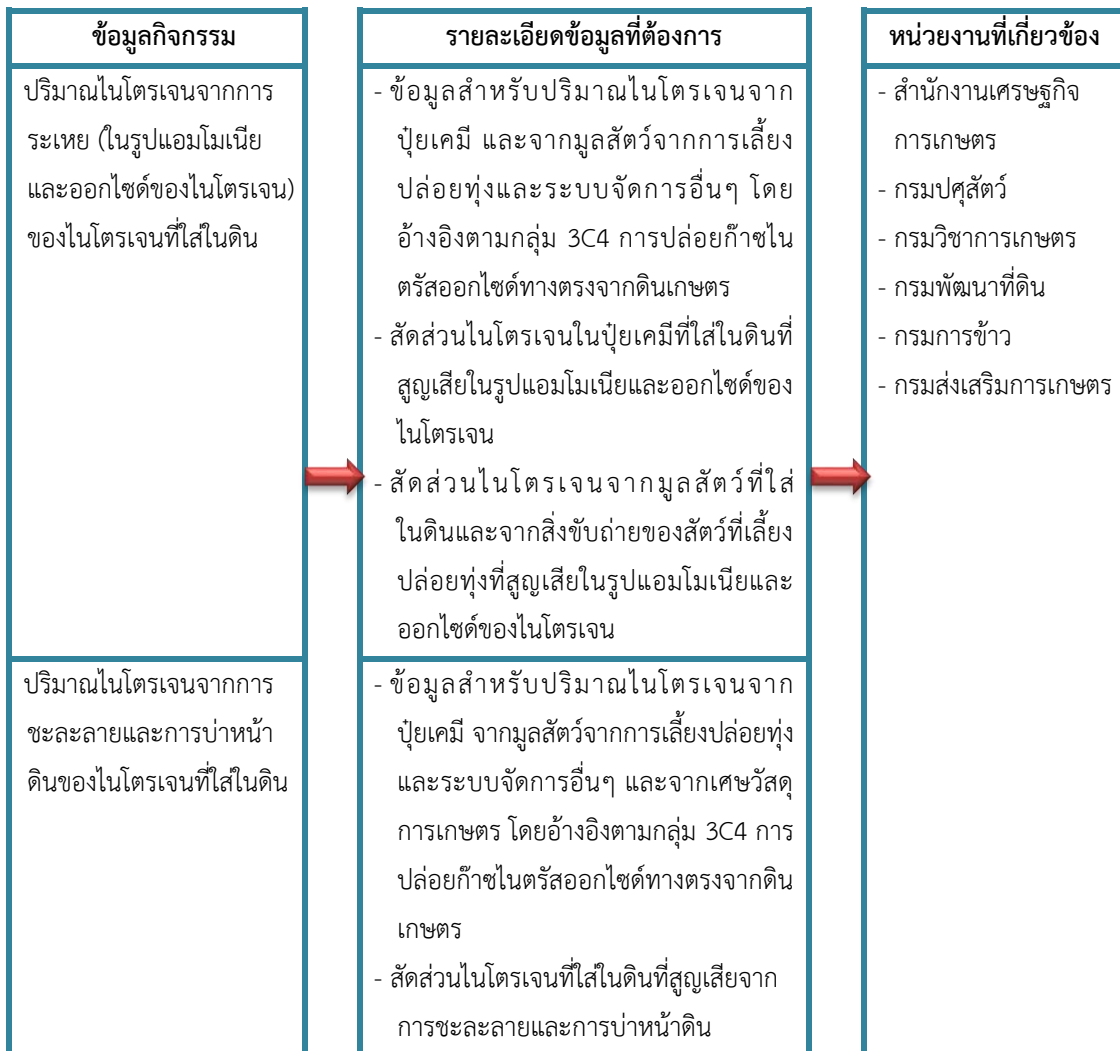 ข้อมูลกิจกรรม
ปริมาณไนโตรเจนจากการ
ระเหย (ในรูปแอมโมเนีย
และออกไซด์ของไนโตรเจน)
ของไนโตรเจนที่ใส่ในดิน
ปริมาณไนโตรเจนจากการ
ชะละลายและการบ่าหน้า
ดินของไนโตรเจนที่ใส่ในดิน
รายละเอียดข้อมูลที่ต้องการ
- ข้อมูลสำหรับปริมาณไนโตรเจนจาก
ปุ๋ยเคมี และจากมูลสัตว์จากการเลี้ยง
ปล่อยทุ่งและระบบจัดการอื่นๆ โดย
อ้างอิงตามกลุ่ม 3C4 การปล่อยก๊าซไน
ตรัสออกไซด์ทางตรงจากดินเกษตร
- สัดส่วนไนโตรเจนในปุ๋ยเคมีที่ใส่ในดินที่
สูญเสียในรูปแอมโมเนียและออกไซด์ของ
ไนโตรเจน
- สัดส่วนไนโตรเจนจากมูลสัตว์ที่ใส่
ในดินและจากสิ่งขับถ่ายของสัตว์ที่เลี้ยง
ปล่อยทุ่งที่สูญเสียในรูปแอมโมเนียและ
ออกไซด์ของไนโตรเจน
- ข้อมูลสำหรับปริมาณไนโตรเจนจาก
ปุ๋ยเคมี จากมูลสัตว์จากการเลี้ยงปล่อยทุ่ง
และระบบจัดการอื่นๆ และจากเศษวัสดุ
การเกษตร โดยอ้างอิงตามกลุ่ม 3C4 การ
ปล่อยก๊าซไนตรัสออกไซด์ทางตรงจากดิน
เกษตร
- สัดส่วนไนโตรเจนที่ใส่ในดินที่สูญเสียจาก
การชะละลายและการบ่าหน้าดิน
หน่วยงานที่เกี่ยวข้อง
- สำนักงานเศรษฐกิจ
การเกษตร
- กรมปศุสัตว์
- กรมวิชาการเกษตร
- กรมพัฒนาที่ดิน
- กรมการข้าว
- กรมส่งเสริมการเกษตร